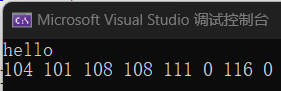 Microsoft Visual Studio 调试控制台
hello
104 101 108 108 111 0 116 0